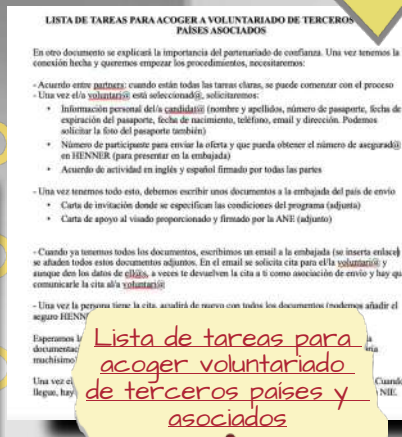 LISTA DE TAREAS PARA ACOGER A VOLUNTARIADO DE TERCEROS
PAÍSES ASOCIADOS
En otro documento se explicará la importancia del partenariado de confianza. Una vez tenemos la
conexión hecha y queremos empezar los procedimientos, necesitaremos:
- Acuerdo entre partners: cuando están todas las tareas claras, se puede comenzar con el proceso
- Una vez el/a voluntari@ está seleccionad@, solicitaremos:
• Información personal del/a candidat@ (nombre y apellidos, número de pasaporte, fecha de
expiración del pasaporte, fecha de nacimiento, teléfono, email y dirección. Podemos
solicitar la foto del pasaporte también)
• Número de participante para enviar la oferta y que pueda obtener el número de asegurad@
en HENNER (para presentar en la embajada)
• Acuerdo de actividad en inglés y español firmado por todas las partes
- Una vez tenemos todo esto, debemos escribir unos documentos a la embajada del país de envío
• Carta de invitación donde se especifican las condiciones del programa (adjunta)
• Carta de apoyo al visado proporcionado y firmado por la ANE (adjunto)
- Cuando ya tenemos todos los documentos, escribimos un email a la embajada (se inserta enlace)
se añaden todos estos documentos adjuntos. En el email se solicita cita para el/la voluntari@ y
aunque den los datos de ell@s, a veces te devuelven la cita a ti como asociación de envío y hay qu
comunicarle la cita al/a voluntari@
- Una vez la persona tiene la cita, acudirá de nuevo con todos los documentos (podemos añadir el
seguro HENN
Esperamos la
documentac
muchísimo
Una vez el Cuand
llegue, hay NIE.
Lista de tareas para
acoger voluntariado
de terceros países y
asociados